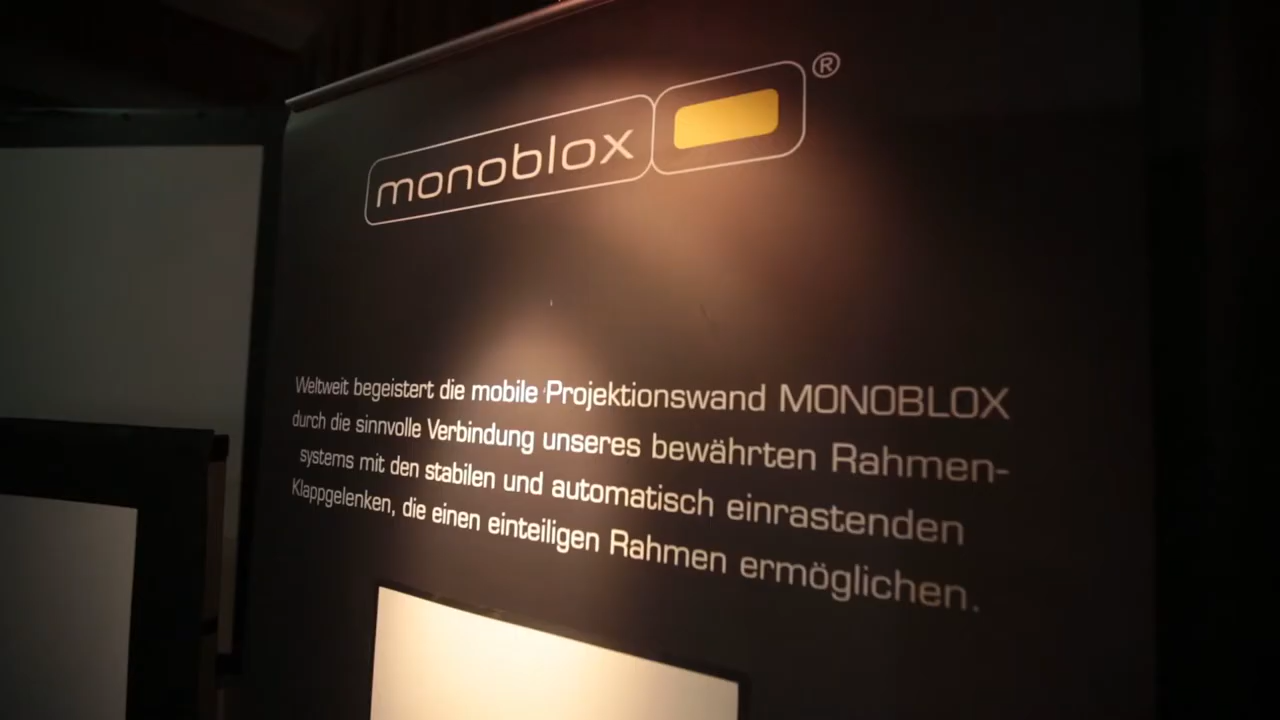 monoblox ®
Weltweit begeistert die mobile Projektionswand MONOBLOX
durch die sinnvolle Verbindung unseres bewährten Rahmen-
systems mit den stabilen und automatisch einrastenden
Klappgelenken, die einen einteiligen Rahmen ermöglichen.